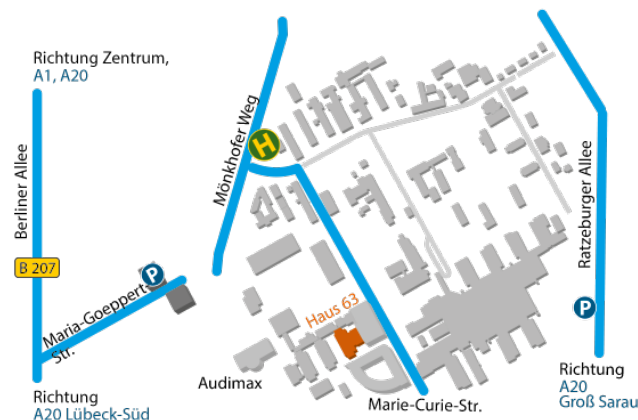 Richtung Zentrum,
A1, A20
Berliner Allee
B 207
Maria-Goeppert-
Str.
P
Richtung
A20 Lübeck-Süd
Mönkhofer Weg
H
Haus 63
Audimax
Marie-Curie-Str.
Ratzeburger Allee
P
Richtung
A20
Groß Sarau